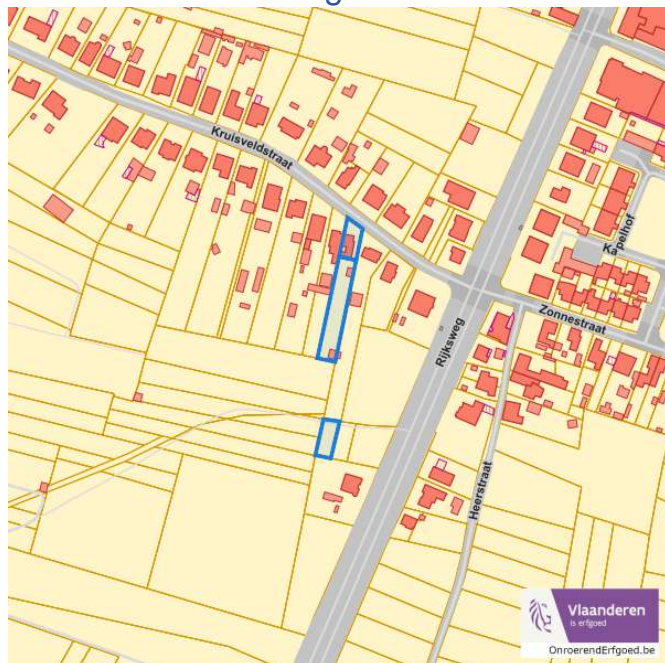 Kruisveldstraat
Kapelhof
Zonnestraat
Rijksweg
Heerstraat
Vlaanderen
is erfgoed
OnroerendErfgoed.be